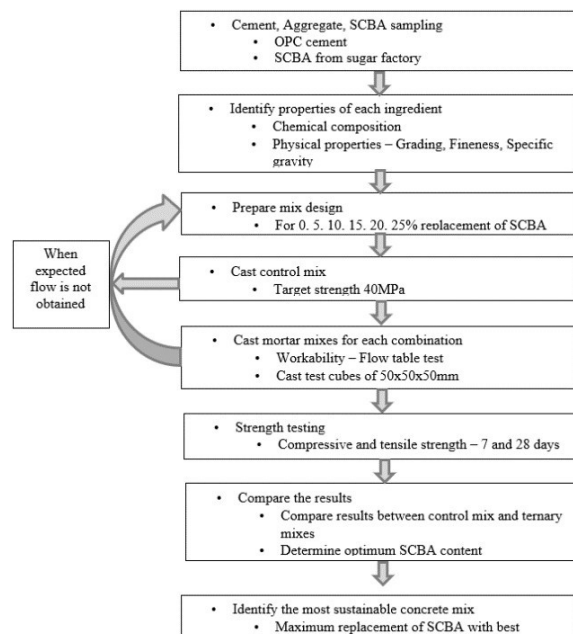 • Cement, Aggregate, SCBA sampling
• OPC cement
• SCBA from sugar factory
• Identify properties of each ingredient
• Chemical composition
• Physical properties – Grading, Fineness, Specific
gravity
• Prepare mix design
• For 0. 5. 10. 15. 20. 25% replacement of SCBA
When
expected
flow is not
obtained
• Cast control mix
• Target strength 40MPa
• Cast mortar mixes for each combination
• Workability – Flow table test
• Cast test cubes of 50x50x50mm
• Strength testing
• Compressive and tensile strength – 7 and 28 days
• Compare the results
• Compare results between control mix and ternary
mixes
• Determine optimum SCBA content
• Identify the most sustainable concrete mix
• Maximum replacement of SCBA with best